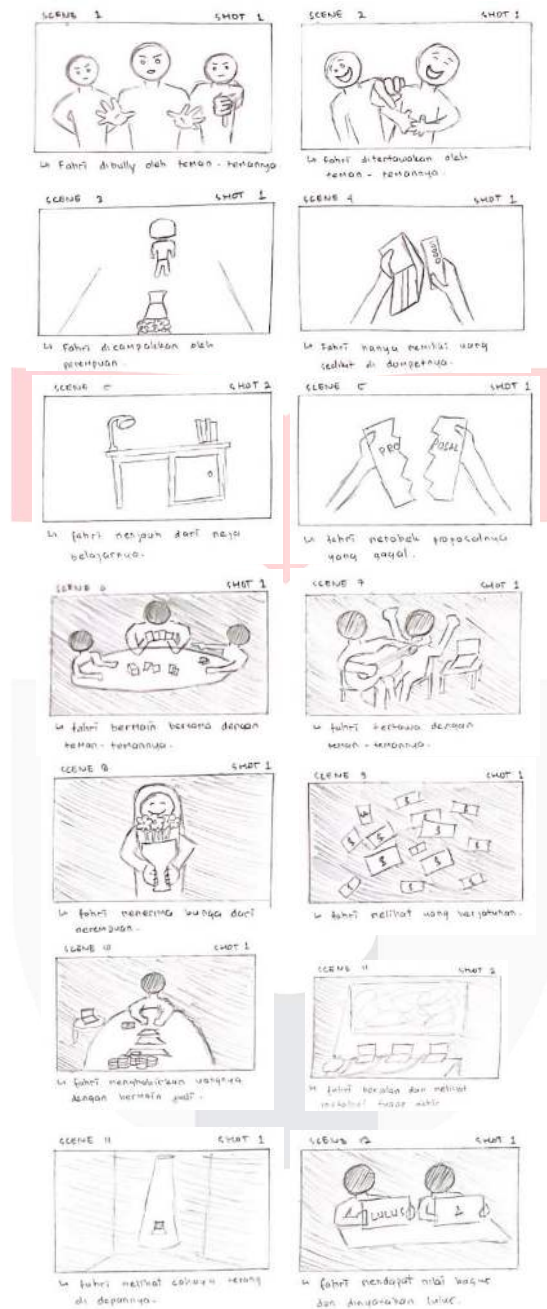 SCENE 1 SHOT 1
↳ Fahri dibully oleh teman-temannya
SCENE 2 SHOT 1
↳ Fahri ditertawakan oleh
teman-temannya.
SCENE 3 SHOT 1
↳ Fahri dicampakkan oleh
perempuan.
SCENE 4 SHOT 1
↳ Fahri hanya memiliki uang
sedikit di dompetnya.
SCENE 5 SHOT 2
↳ fahri menjauh dari meja
belajarnya.
SCENE 5 SHOT 1
PRO POSAL
↳ fahri merobek proposalnya
yang gagal.
SCENE 6 SHOT 1
↳ fahri bermain bersama dengan
teman-temannya.
SCENE 7 SHOT 1
↳ fahri tertawa dengan
teman-temannya.
SCENE 8 SHOT 1
↳ fahri menerima bunga dari
perempuan.
SCENE 9 SHOT 1
$ $ $ $ $ $ $ $ $ $ $
↳ fahri melihat uang berjatuhan.
SCENE 10 SHOT 1
↳ fahri menghabiskan uangnya
dengan bermain judi.
SCENE 11 SHOT 2
↳ fahri berjalan dan melihat
tugas akhir
SCENE 11 SHOT 1
↳ fahri melihat cahaya terang
di depannya.
SCENE 12 SHOT 1
LULUS
↳ fahri mendapat nilai bagus
dan dinyatakan lulus.